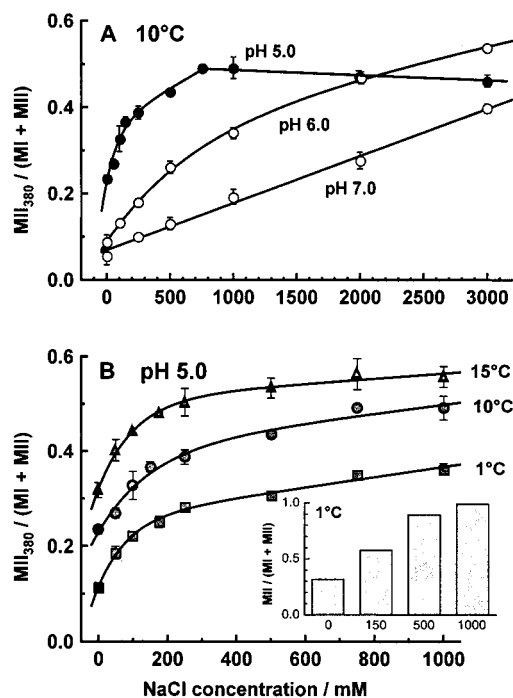 A 10°C
0.6
0.4
0.2
0.0
MII380 / (MI + MII)
pH 5.0
pH 6.0
pH 7.0
0 500 1000 1500 2000 2500 3000
B pH 5.0
0.6
0.4
0.2
0.0
MII380 / (MI + MII)
15°C
10°C
1°C
1°C
1.0
0.5
0.0
MII / (MI + MII)
0 150 500 1000
0 200 400 600 800 1000
NaCl concentration / mM